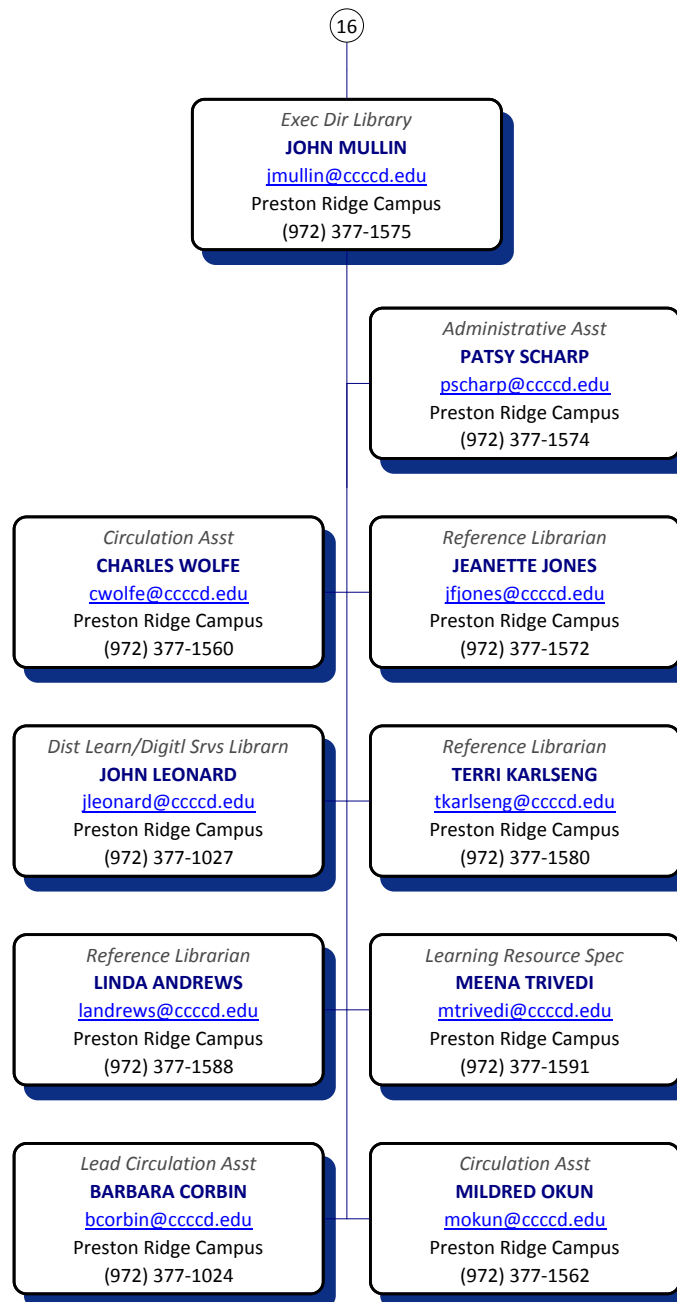 16
Exec Dir Library
JOHN MULLIN
jmullin@ccccd.edu
Preston Ridge Campus
(972) 377-1575
Administrative Asst
PATSY SCHARP
pscharp@ccccd.edu
Preston Ridge Campus
(972) 377-1574
Circulation Asst
CHARLES WOLFE
cwolfe@ccccd.edu
Preston Ridge Campus
(972) 377-1560
Reference Librarian
JEANETTE JONES
jfjones@ccccd.edu
Preston Ridge Campus
(972) 377-1572
Dist Learn/Digitl Srvs Librarn
JOHN LEONARD
jleonard@ccccd.edu
Preston Ridge Campus
(972) 377-1027
Reference Librarian
TERRI KARLSENG
tkarlseng@ccccd.edu
Preston Ridge Campus
(972) 377-1580
Reference Librarian
LINDA ANDREWS
landrews@ccccd.edu
Preston Ridge Campus
(972) 377-1588
Learning Resource Spec
MEENA TRIVEDI
mtrivedi@ccccd.edu
Preston Ridge Campus
(972) 377-1591
Lead Circulation Asst
BARBARA CORBIN
bcorbin@ccccd.edu
Preston Ridge Campus
(972) 377-1024
Circulation Asst
MILDRED OKUN
mokun@ccccd.edu
Preston Ridge Campus
(972) 377-1562